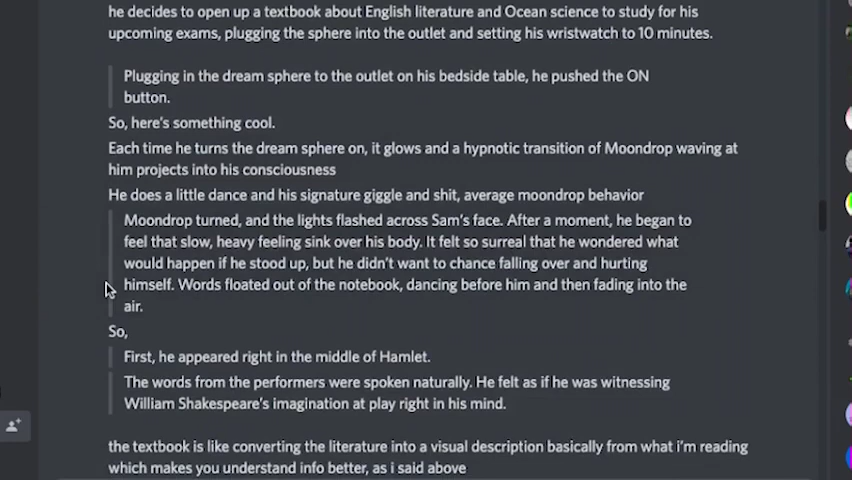 he decides to open up a textbook about English literature and Ocean science to study for his
upcoming exams, plugging the sphere into the outlet and setting his wristwatch to 10 minutes.
Plugging in the dream sphere to the outlet on his bedside table, he pushed the ON
button.
So, here's something cool.
Each time he turns the dream sphere on, it glows and a hypnotic transition of Moondrop waving at
him projects into his consciousness
He does a little dance and his signature giggle and shit, average moondrop behavior
Moondrop turned, and the lights flashed across Sam's face. After a moment, he began to
feel that slow, heavy feeling sink over his body. It felt so surreal that he wondered what
would happen if he stood up, but he didn't want to chance falling over and hurting
himself. Words floated out of the notebook, dancing before him and then fading into the
air.
So,
First, he appeared right in the middle of Hamlet.
The words from the performers were spoken naturally. He felt as if he was witnessing
William Shakespeare's imagination at play right in his mind.
the textbook is like converting the literature into a visual description basically from what i'm reading
which makes you understand info better, as i said above